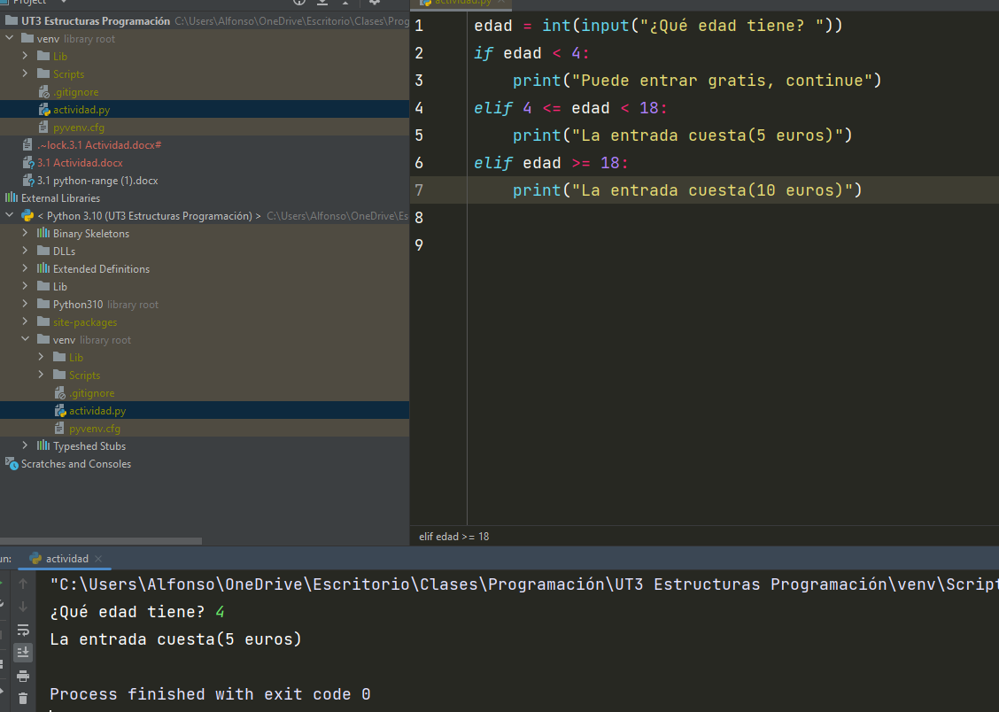 Project
UT3 Estructuras Programación C:\Users\Alfonso\OneDrive\Escritorio\Clases\Prog
venv library root
Lib
Scripts
.gitignore
actividad.py
pyvenv.cfg
.~lock.3.1 Actividad.docx#
3.1 Actividad.docx
3.1 python-range (1).docx
External Libraries
< Python 3.10 (UT3 Estructuras Programación) > C:\Users\Alfonso\OneDrive\Es
Binary Skeletons
DLLs
Extended Definitions
Lib
Python310 library root
site-packages
venv library root
Lib
Scripts
.gitignore
actividad.py
pyvenv.cfg
Typeshed Stubs
Scratches and Consoles
actividad.py
1 edad = int(input("¿Qué edad tiene? "))
2 if edad < 4:
3 print("Puede entrar gratis, continue")
4 elif 4 <= edad < 18:
5 print("La entrada cuesta(5 euros)")
6 elif edad >= 18:
7 print("La entrada cuesta(10 euros)")
8
9
elif edad >= 18
un: actividad
"C:\Users\Alfonso\OneDrive\Escritorio\Clases\Programación\UT3 Estructuras Programación\venv\Script
¿Qué edad tiene? 4
La entrada cuesta(5 euros)
Process finished with exit code 0